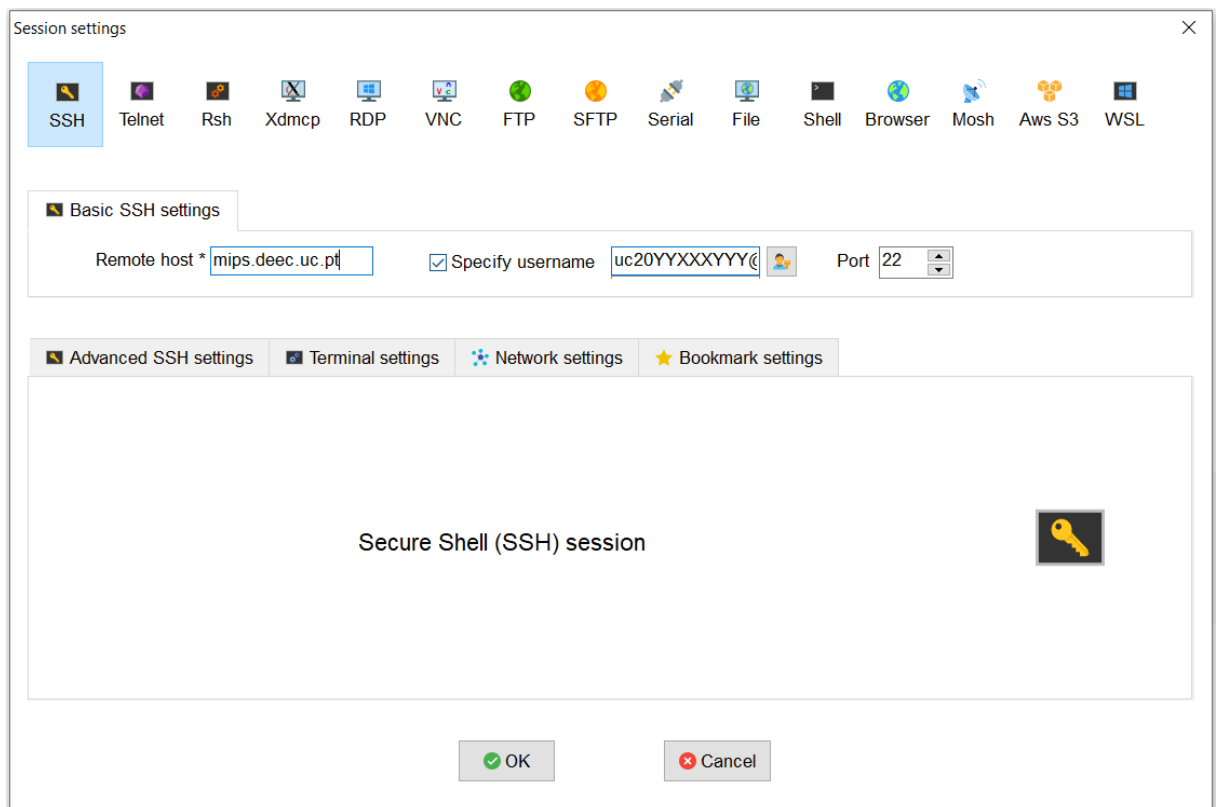 Session settings
SSH Telnet Rsh Xdmcp RDP VNC FTP SFTP Serial File Shell Browser Mosh Aws S3 WSL
Basic SSH settings
Remote host * mips.deec.uc.pt Specify username uc20YYXXXYYY@ Port 22
Advanced SSH settings Terminal settings Network settings Bookmark settings
Secure Shell (SSH) session
OK Cancel